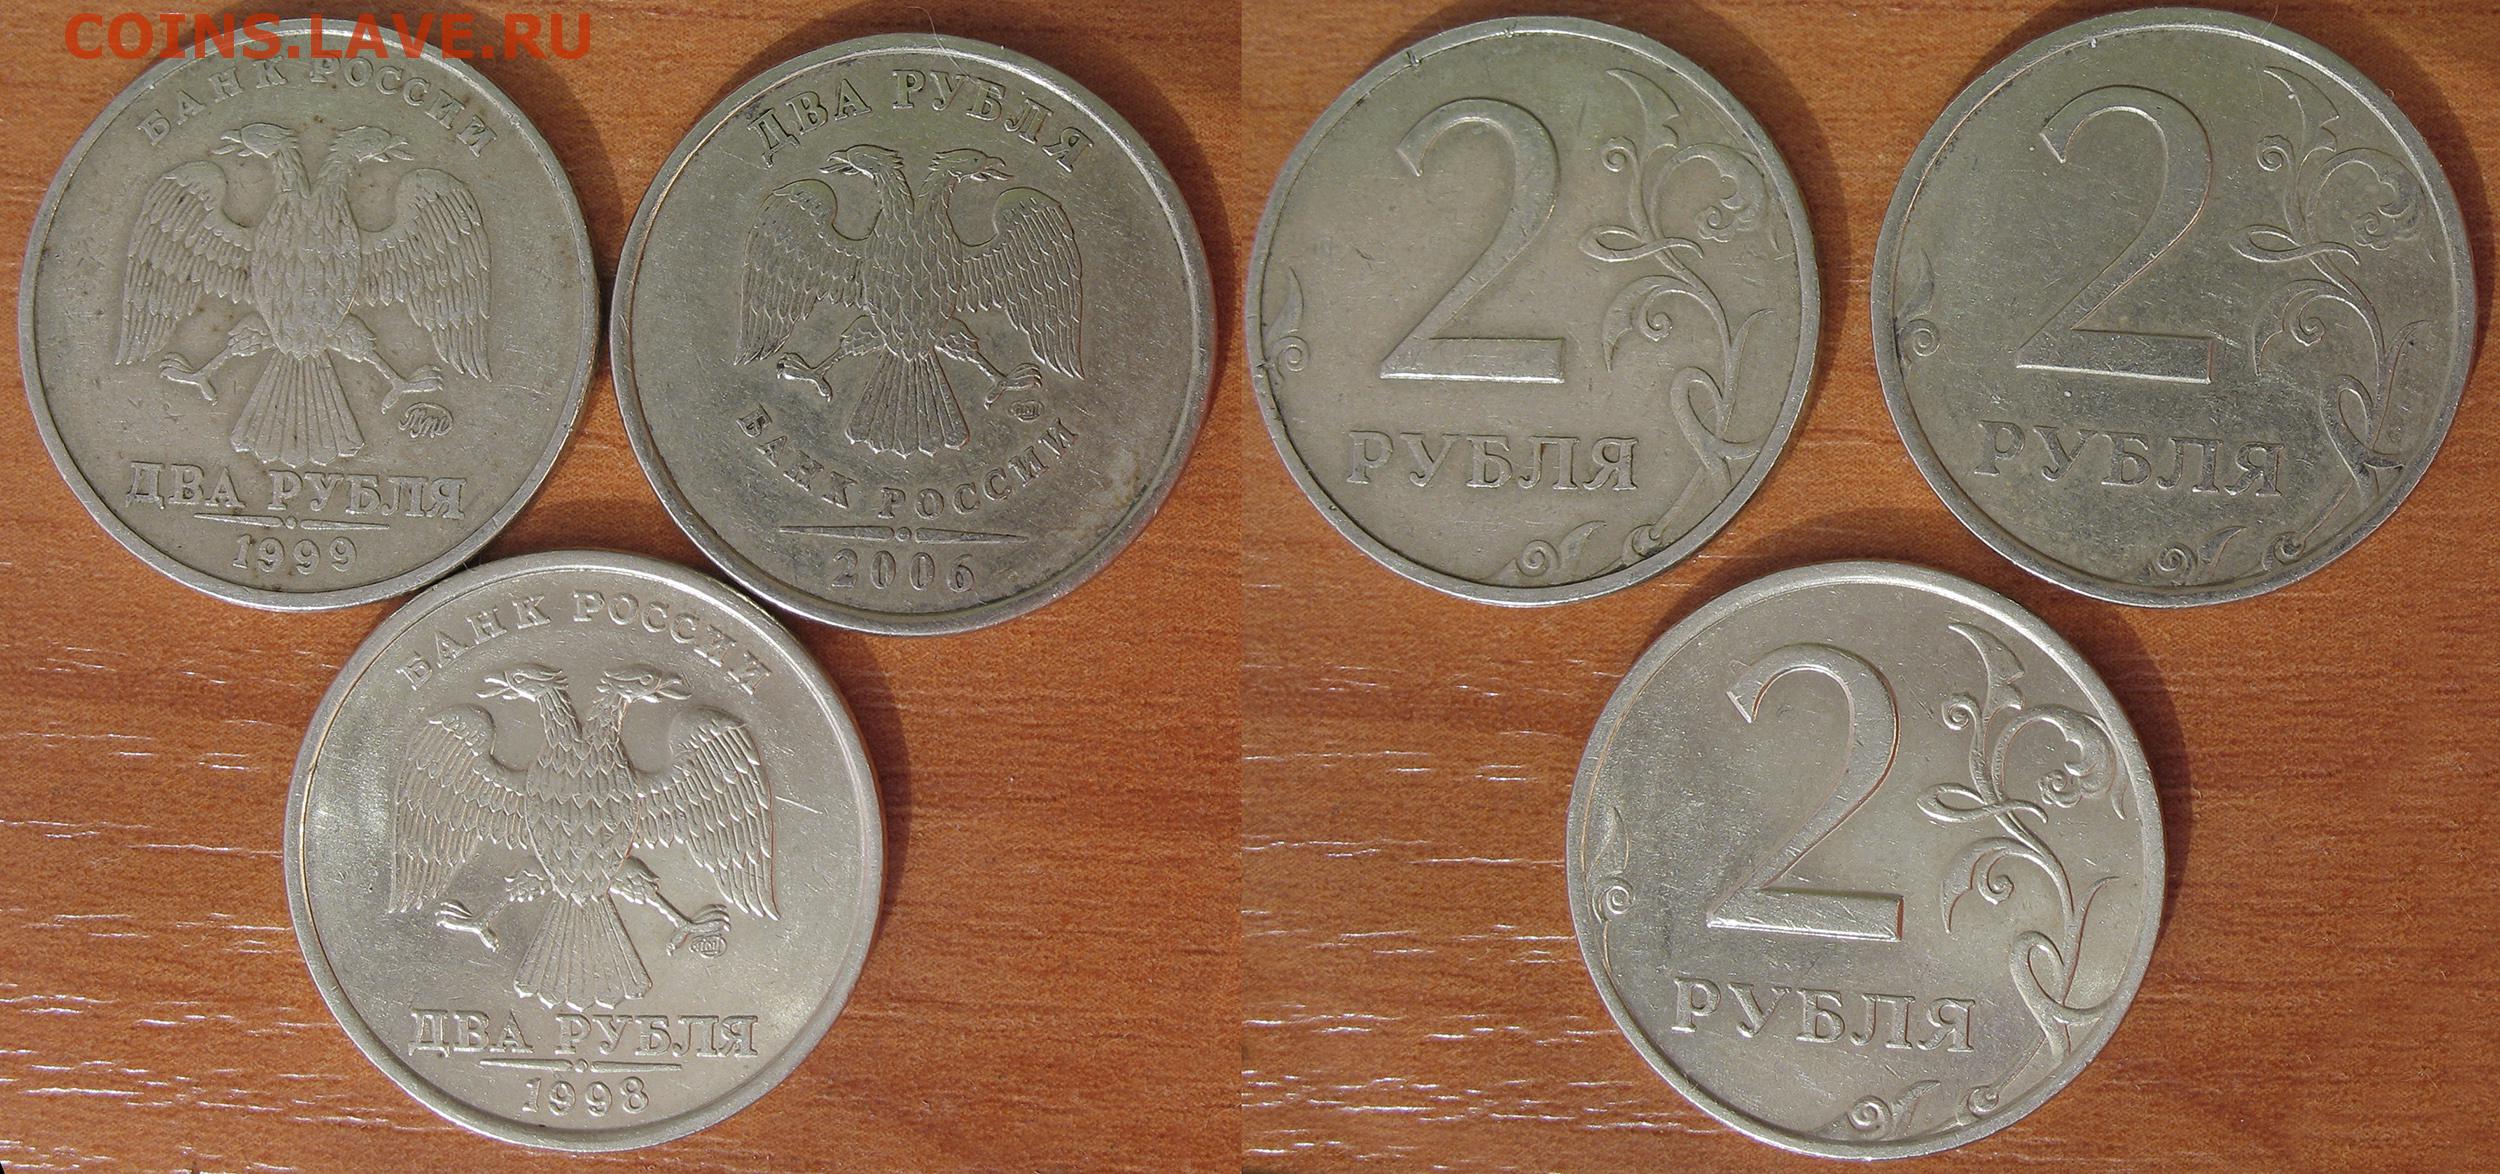 COINS.LAVE.RU
БАНК РОССИИ
ДВА РУБЛЯ
1999
ДВА РУБЛЯ
БАНК РОССИИ
2006
БАНК РОССИИ
ДВА РУБЛЯ
1998
2
РУБЛЯ
2
РУБЛЯ
2
РУБЛЯ